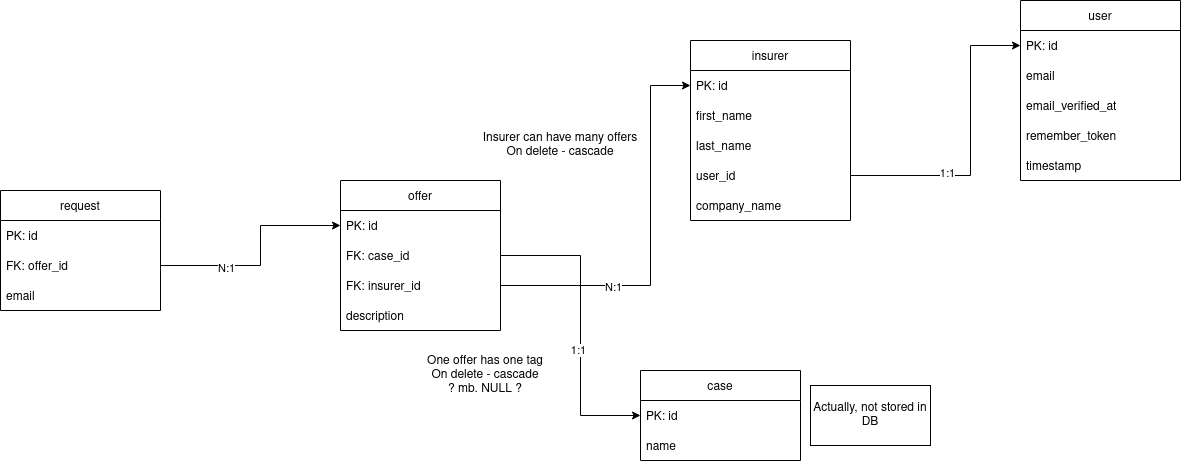 user
PK: id
email
email_verified_at
remember_token
timestamp
insurer
PK: id
first_name
last_name
user_id
company_name
1:1
Insurer can have many offers
On delete - cascade
request
PK: id
FK: offer_id
email
N:1
offer
PK: id
FK: case_id
FK: insurer_id
description
N:1
1:1
One offer has one tag
On delete - cascade
? mb. NULL ?
case
PK: id
name
Actually, not stored in
DB